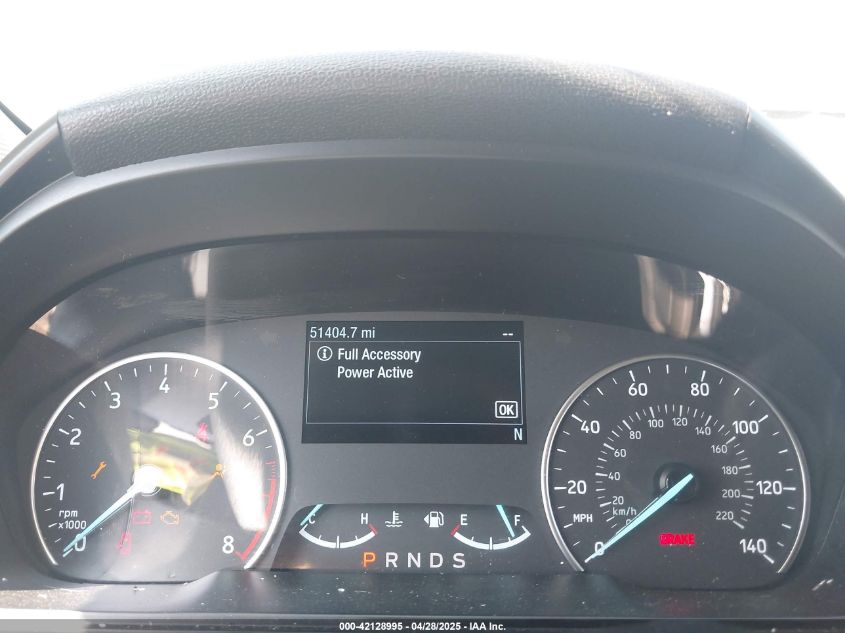 51404.7 mi --
Full Accessory
Power Active
OK
N
0 1 2 3 4 5 6 8
rpm
x1000
C H E F
P R N D S
0 20 40 60 80 100 120 140
MPH
20 40 60 80 100 120 140 160 180 200 220
km/h
BRAKE
000-42128995 - 04/28/2025 - IAA Inc.